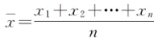 x̄ = (x₁ + x₂ + ⋯ + xₙ) / n